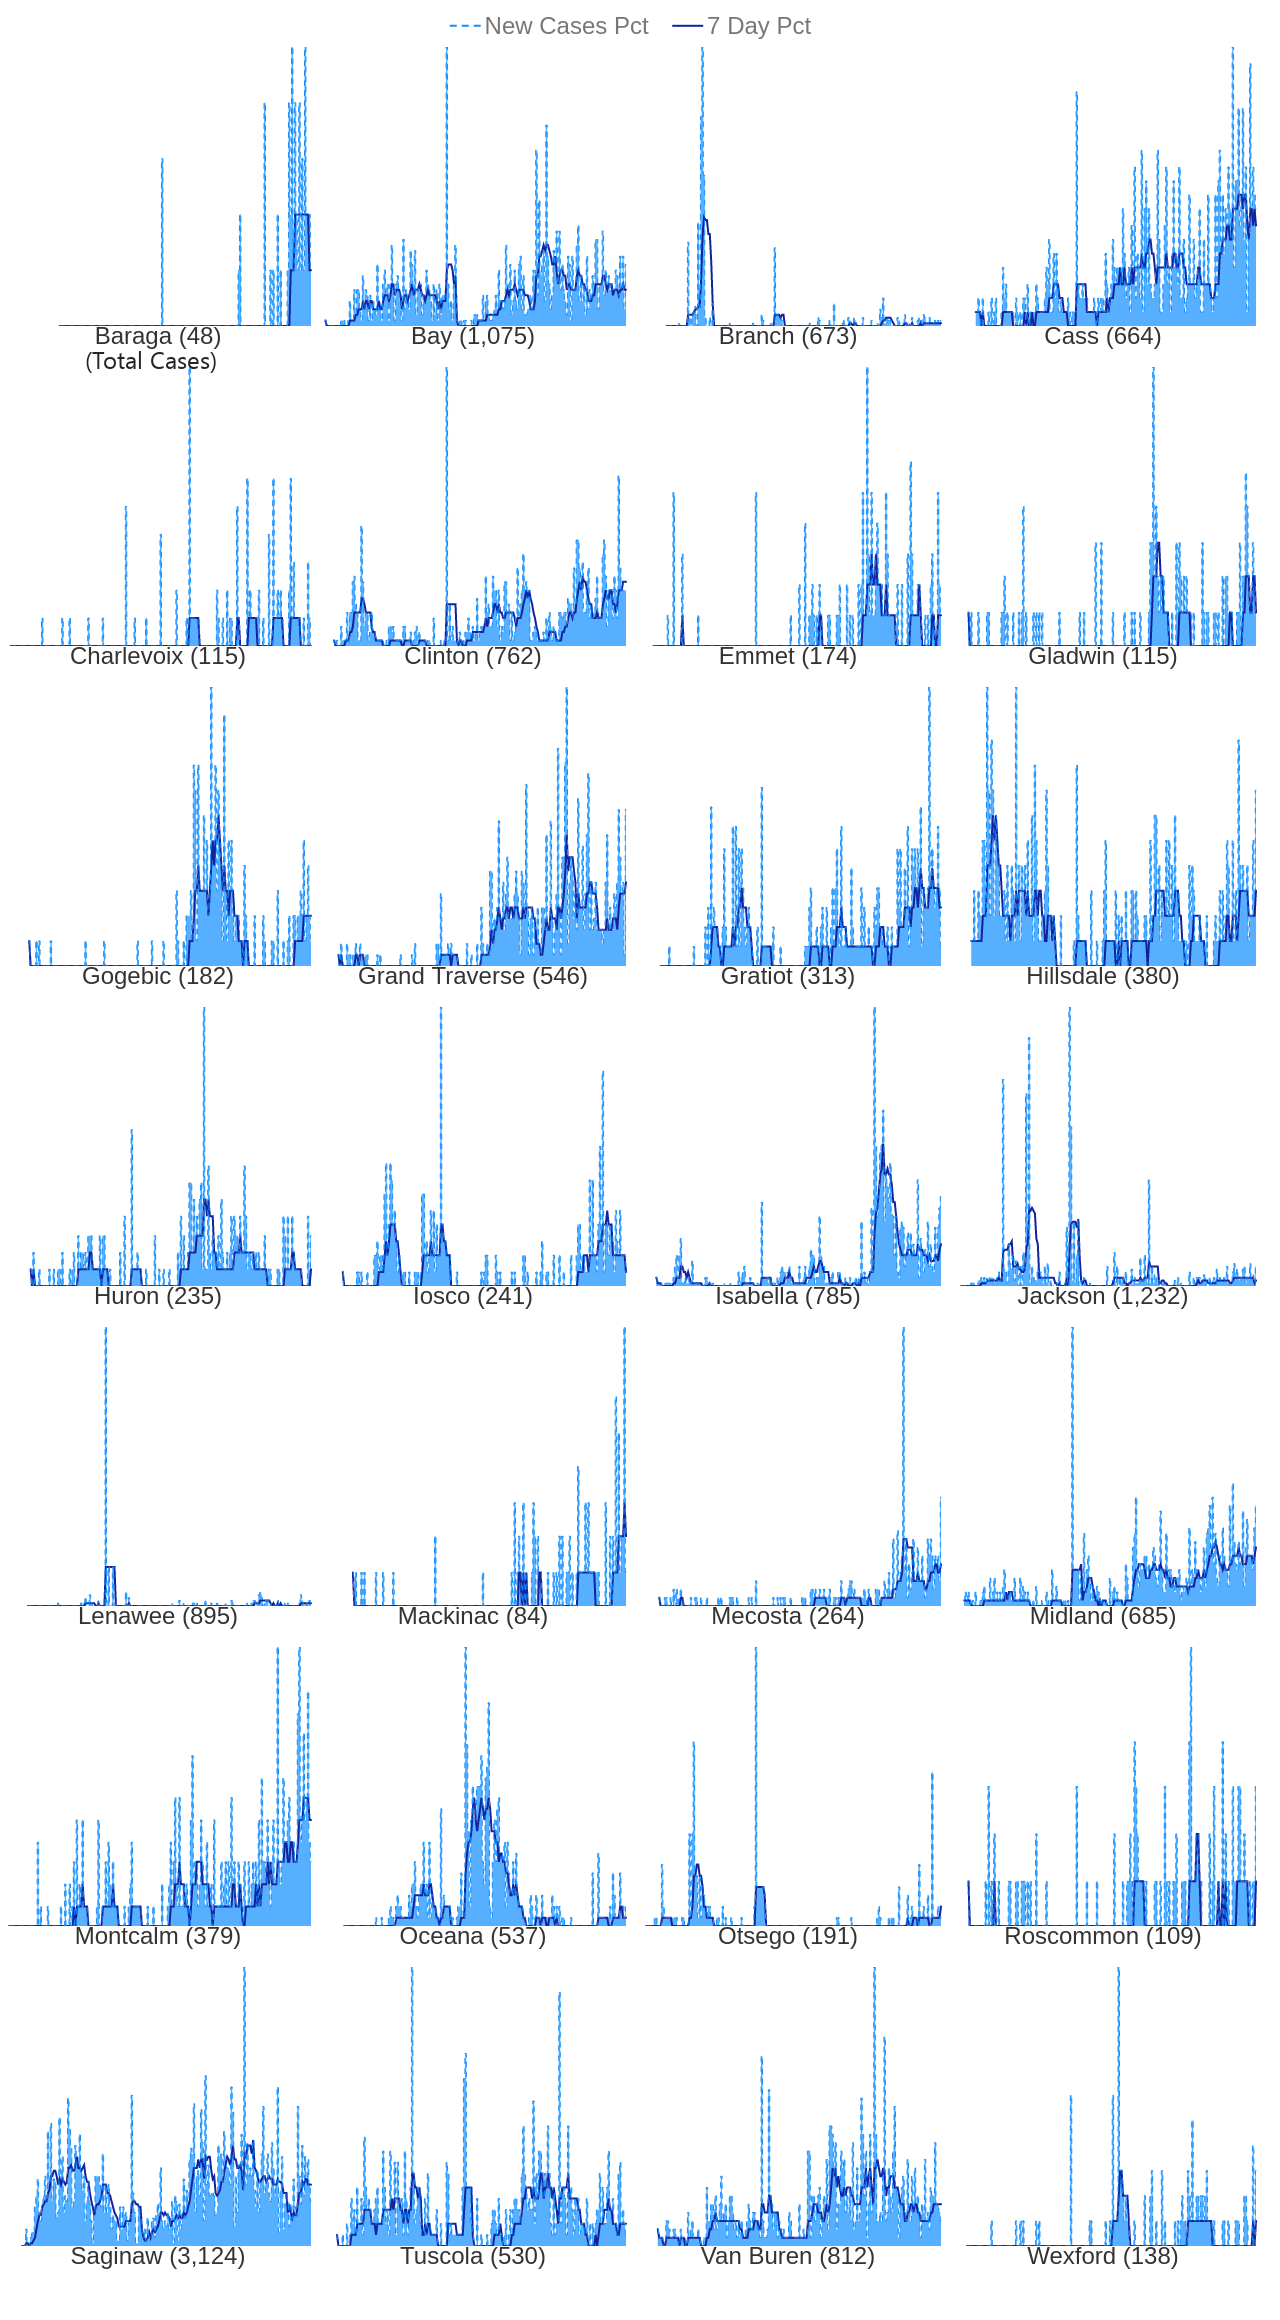 New Cases Pct 7 Day Pct
Baraga (48) Bay (1,075) Branch (673) Cass (664)
(Total Cases)
Charlevoix (115) Clinton (762) Emmet (174) Gladwin (115)
Gogebic (182) Grand Traverse (546) Gratiot (313) Hillsdale (380)
Huron (235) Iosco (241) Isabella (785) Jackson (1,232)
Lenawee (895) Mackinac (84) Mecosta (264) Midland (685)
Montcalm (379) Oceana (537) Otsego (191) Roscommon (109)
Saginaw (3,124) Tuscola (530) Van Buren (812) Wexford (138)